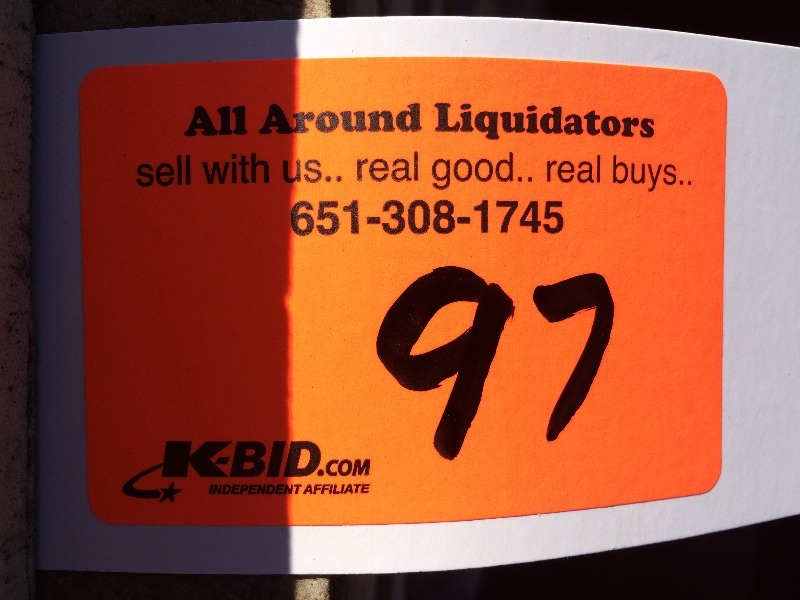 All Around Liquidators
sell with us.. real good.. real buys..
651-308-1745
97
K-BID.COM
INDEPENDENT AFFILIATE